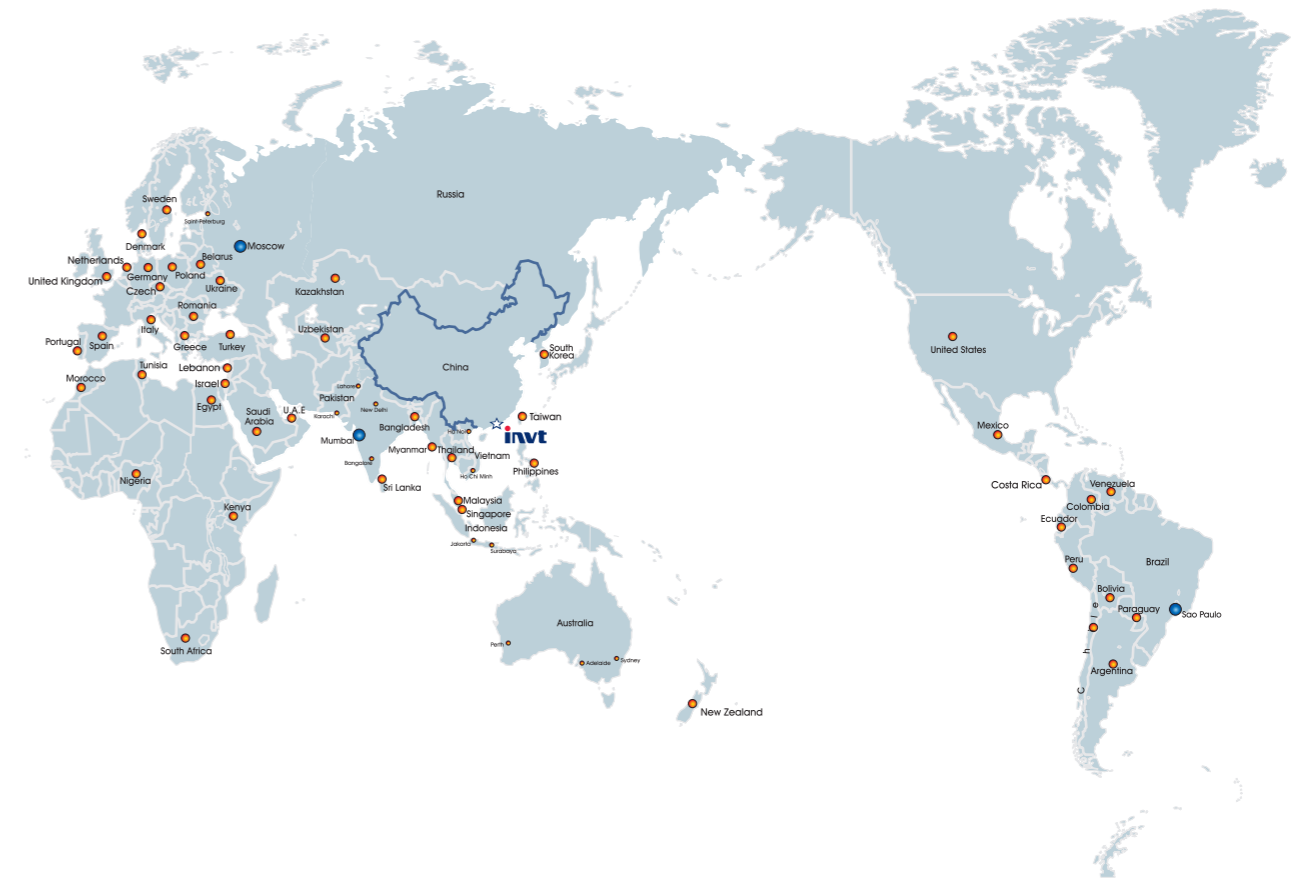 Russia
Sweden
Saint-Peterburg
Denmark
Moscow
Netherlands
Belarus
United Kingdom
Germany
Poland
Czech
Ukraine
Kazakhstan
Romania
Italy
Uzbekistan
Portugal
Spain
Greece
Turkey
South
Korea
United States
Tunisia
Lebanon
China
Morocco
Israel
Lahore
Pakistan
Egypt
Saudi
Arabia
U.A.E
Karachi
New Delhi
Taiwan
Bangladesh
Mexico
Mumbai
Ha Noi
invt
Myanmar
Thailand
Vietnam
Bangalore
Philippines
Ho Chi Minh
Nigeria
Sri Lanka
Costa Rica
Venezuela
Malaysia
Colombia
Kenya
Singapore
Ecuador
Indonesia
Jakarta
Surabaya
Peru
Brazil
Bolivia
Chile
Paraguay
Sao Paulo
Australia
Perth
South Africa
Adelaide
Sydney
Argentina
New Zealand